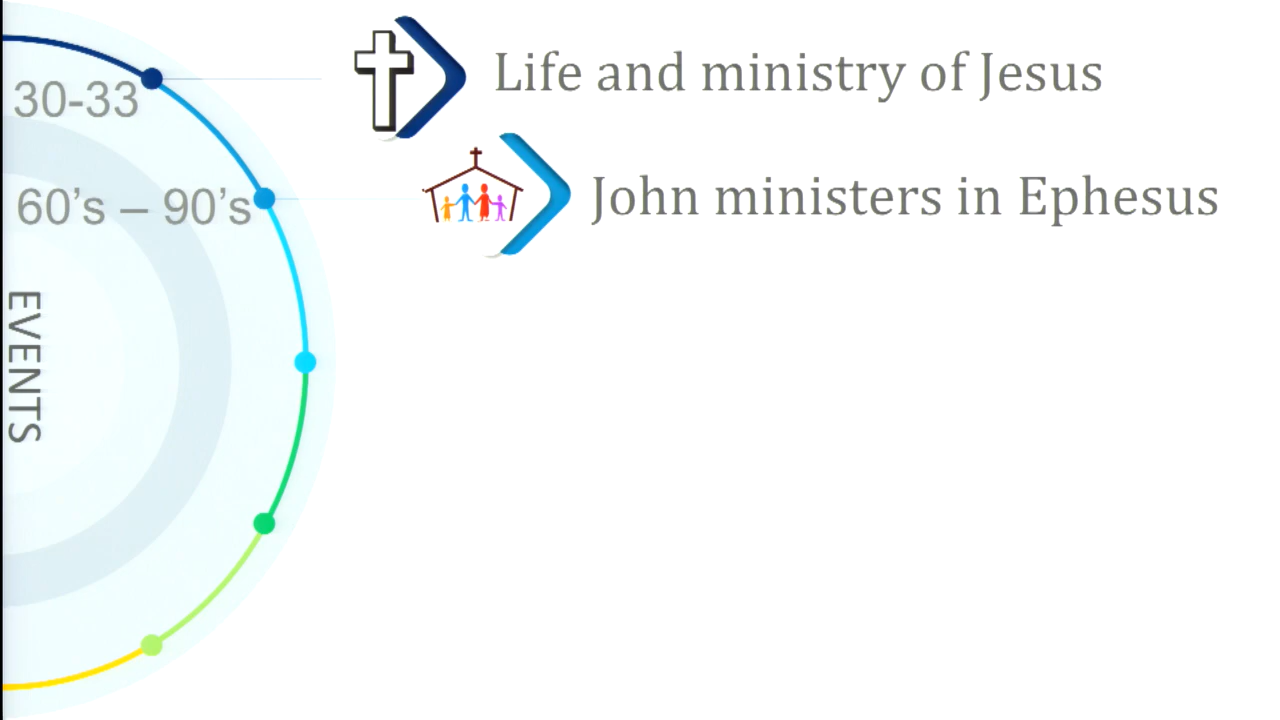 30-33
Life and ministry of Jesus
60’s – 90’s
John ministers in Ephesus
EVENTS